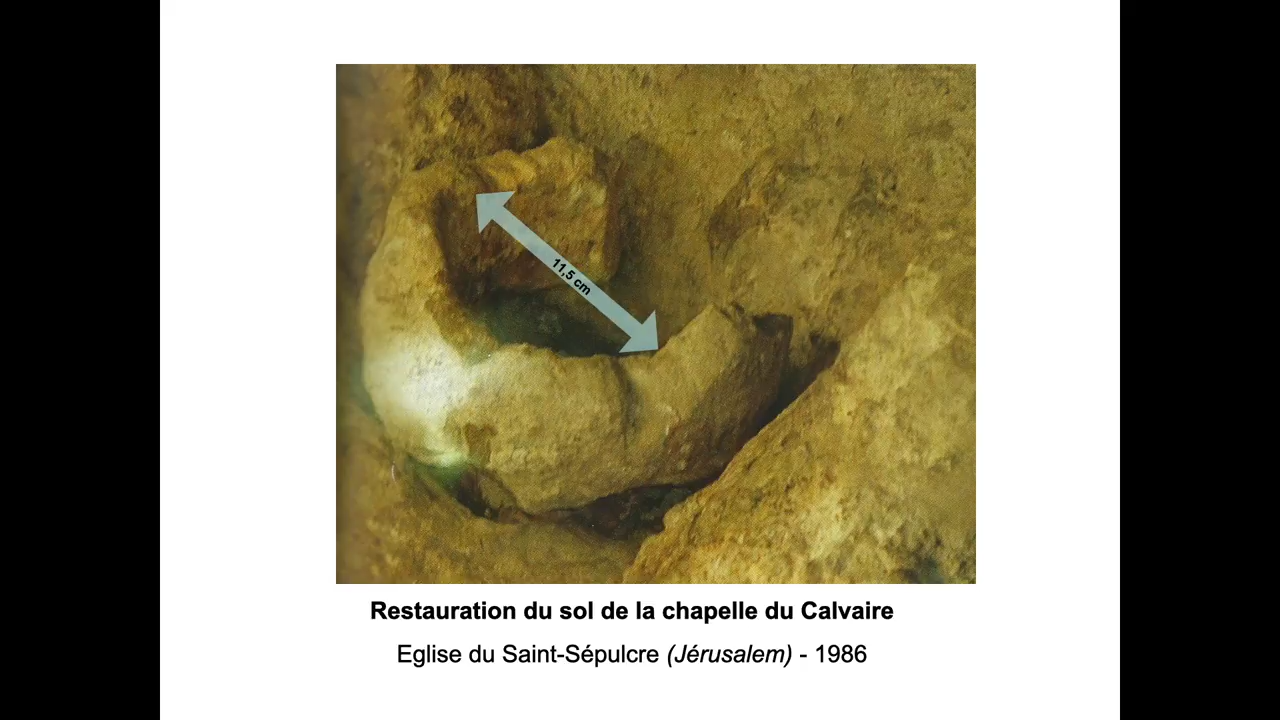 11,5 cm
Restauration du sol de la chapelle du Calvaire
Eglise du Saint-Sépulcre (Jérusalem) - 1986